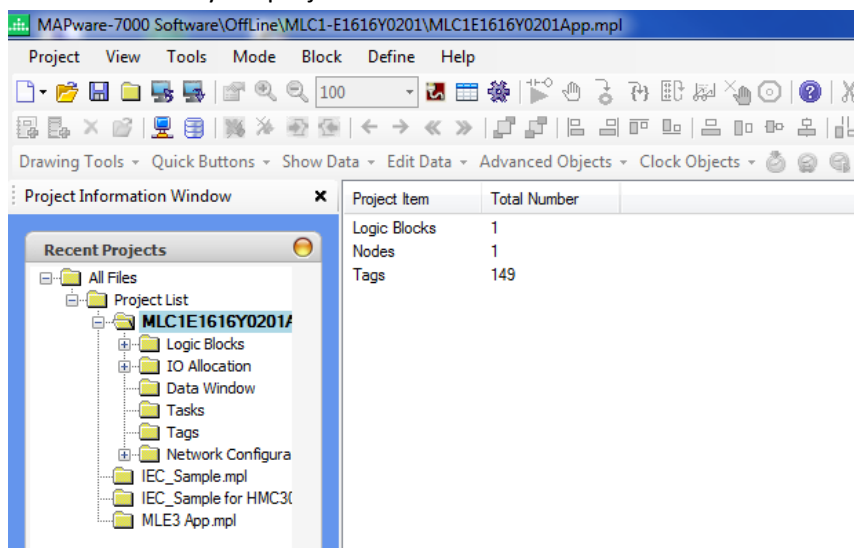 MAPware-7000 Software\OffLine\MLC1-E1616Y0201\MLC1E1616Y0201App.mpl
Project View Tools Mode Block Define Help
100
Drawing Tools Quick Buttons Show Data Edit Data Advanced Objects Clock Objects
Project Information Window
Project Item Total Number
Logic Blocks 1
Nodes 1
Tags 149
Recent Projects
All Files
Project List
MLC1E1616Y0201A
Logic Blocks
IO Allocation
Data Window
Tasks
Tags
Network Configura
IEC_Sample.mpl
IEC_Sample for HMC30
MLE3 App.mpl